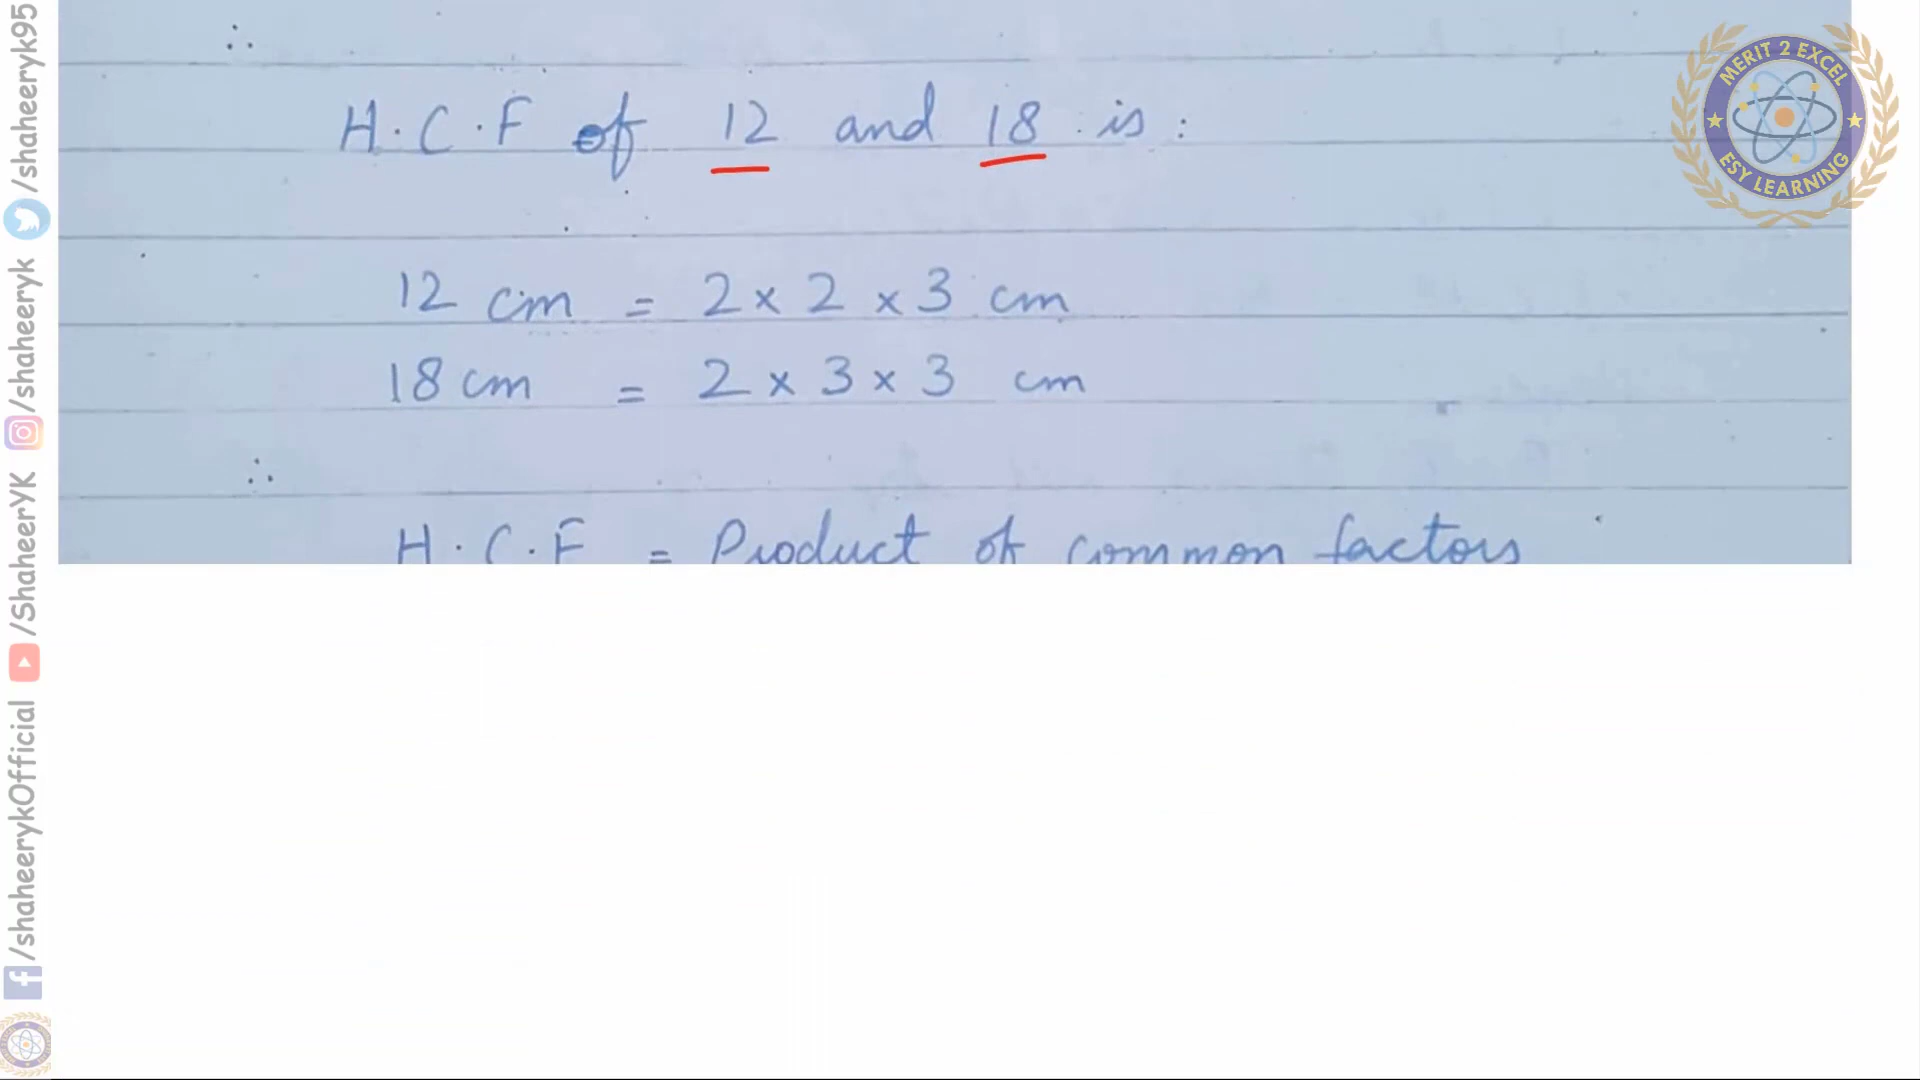 ∴
H.C.F of 12 and 18 is:
12 cm = 2 × 2 × 3 cm
18 cm = 2 × 3 × 3 cm
∴
H.C.F = Product of common factors
MERIT 2 EXCEL
ESY LEARNING
/shaheeryk95
/shaheeryk
/ShaheerYK
/shaheerykOfficial